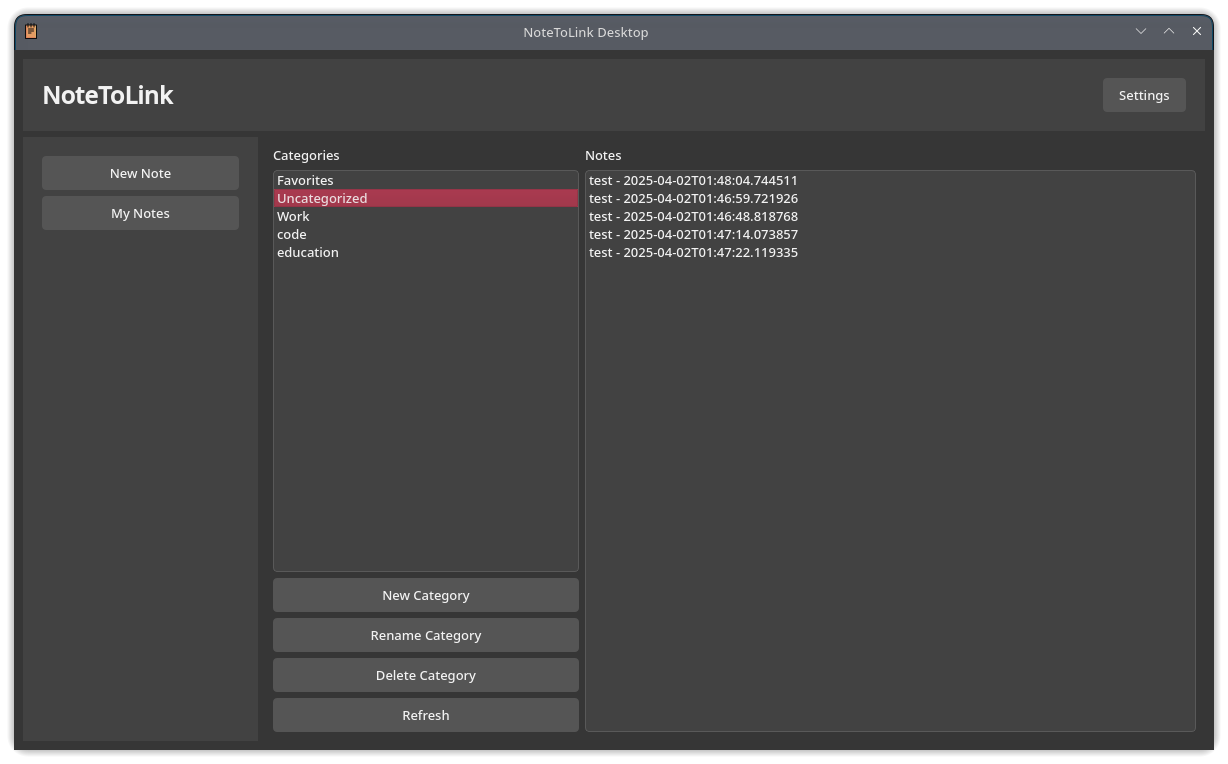 NoteToLink Desktop
NoteToLink
Settings
New Note
My Notes
Categories
Favorites
Uncategorized
Work
code
education
New Category
Rename Category
Delete Category
Refresh
Notes
test - 2025-04-02T01:48:04.744511
test - 2025-04-02T01:46:59.721926
test - 2025-04-02T01:46:48.818768
test - 2025-04-02T01:47:14.073857
test - 2025-04-02T01:47:22.119335